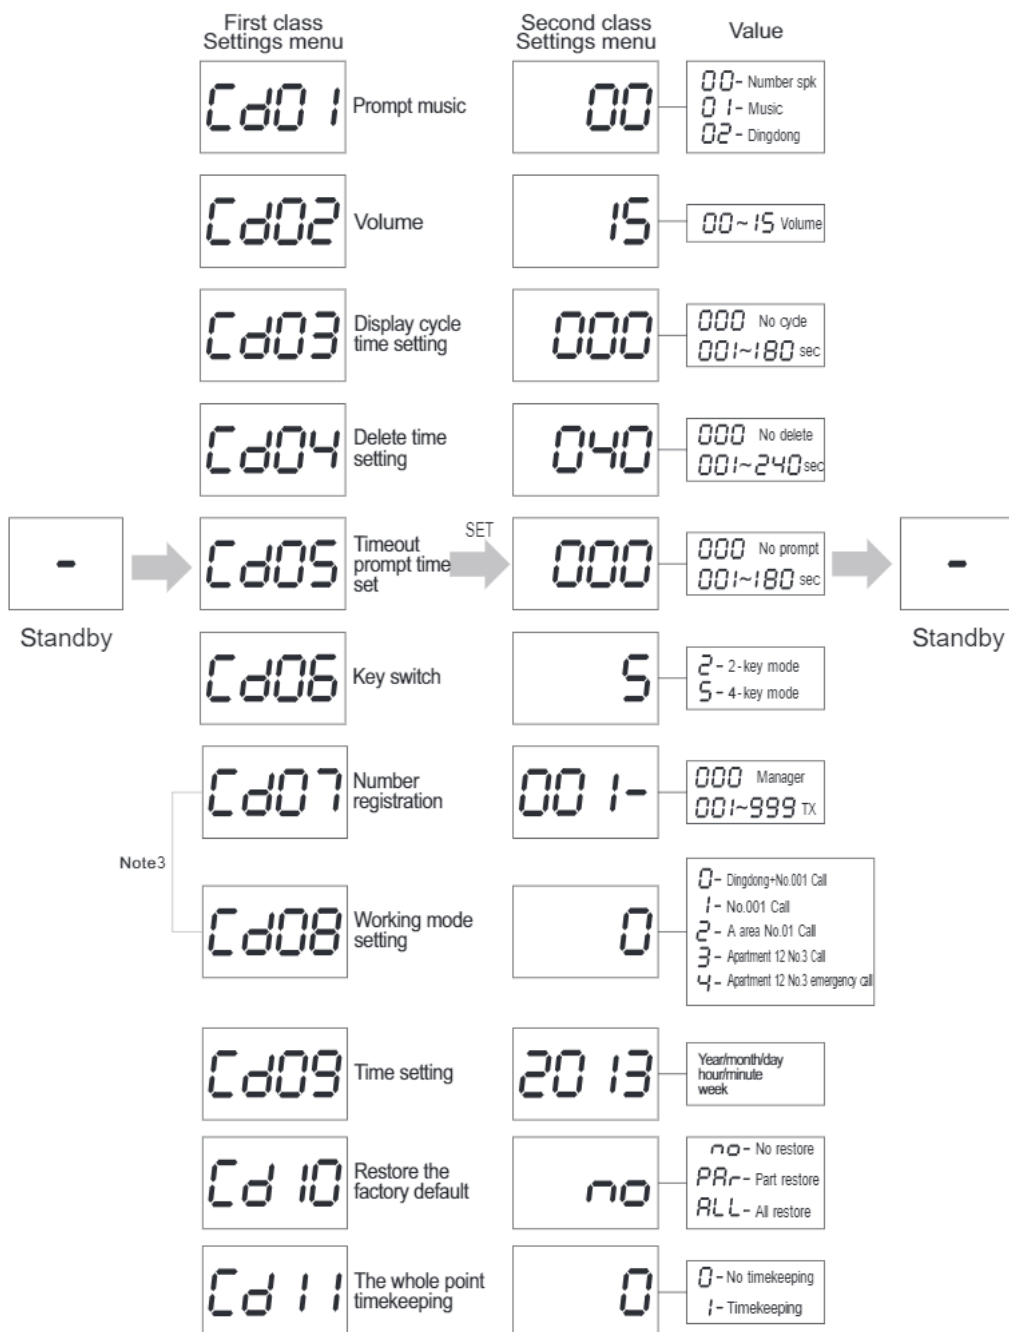 First class
Settings menu
Second class
Settings menu
Value
Cd01
Prompt music
00
00- Number spk
01- Music
02- Dingdong
Cd02
Volume
15
00~15 Volume
Cd03
Display cycle
time setting
000
000 No cycle
001~180 sec
Cd04
Delete time
setting
040
000 No delete
001~240 sec
-
Standby
Cd05
Timeout
prompt time
set
SET
000
000 No prompt
001~180 sec
-
Standby
Cd06
Key switch
5
2- 2-key mode
5- 4-key mode
Note3
Cd07
Number
registration
001-
000 Manager
001~999 TX
Cd08
Working mode
setting
0
0- Dingdong+No.001 Call
1- No.001 Call
2- A area No.01 Call
3- Apartment 12 No.3 Call
4- Apartment 12 No.3 emergency call
Cd09
Time setting
2013
Year/month/day
hour/minute
week
Cd10
Restore the
factory default
no
no- No restore
PAr- Part restore
ALL- All restore
Cd11
The whole point
timekeeping
0
0- No timekeeping
1- Timekeeping